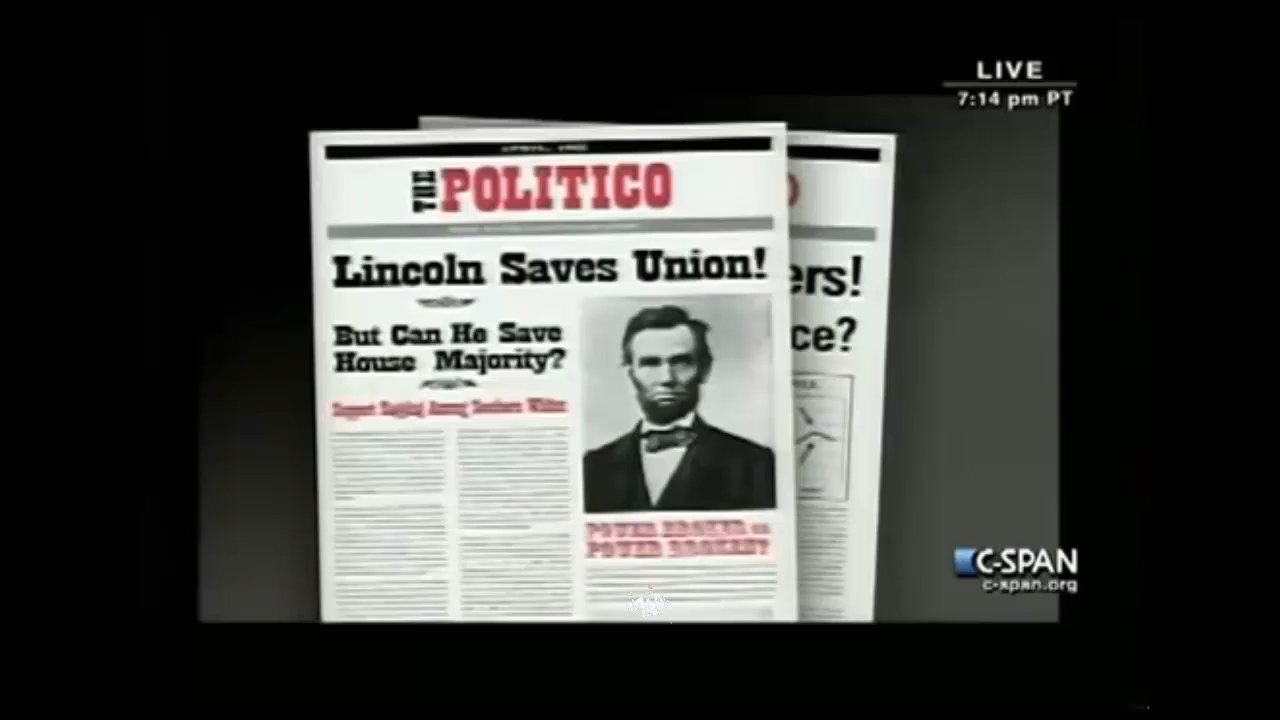 LIVE
7:14 pm PT
THE POLITICO
Lincoln Saves Union!
But Can He Save
House Majority?
POWER BROKER or
POWER BROKEN?
O
ers!
ce?
C-SPAN
c-span.org